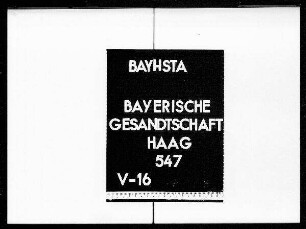 BAYHSTA
BAYERISCHE
GESANDTSCHAFT
HAAG
547
V-16